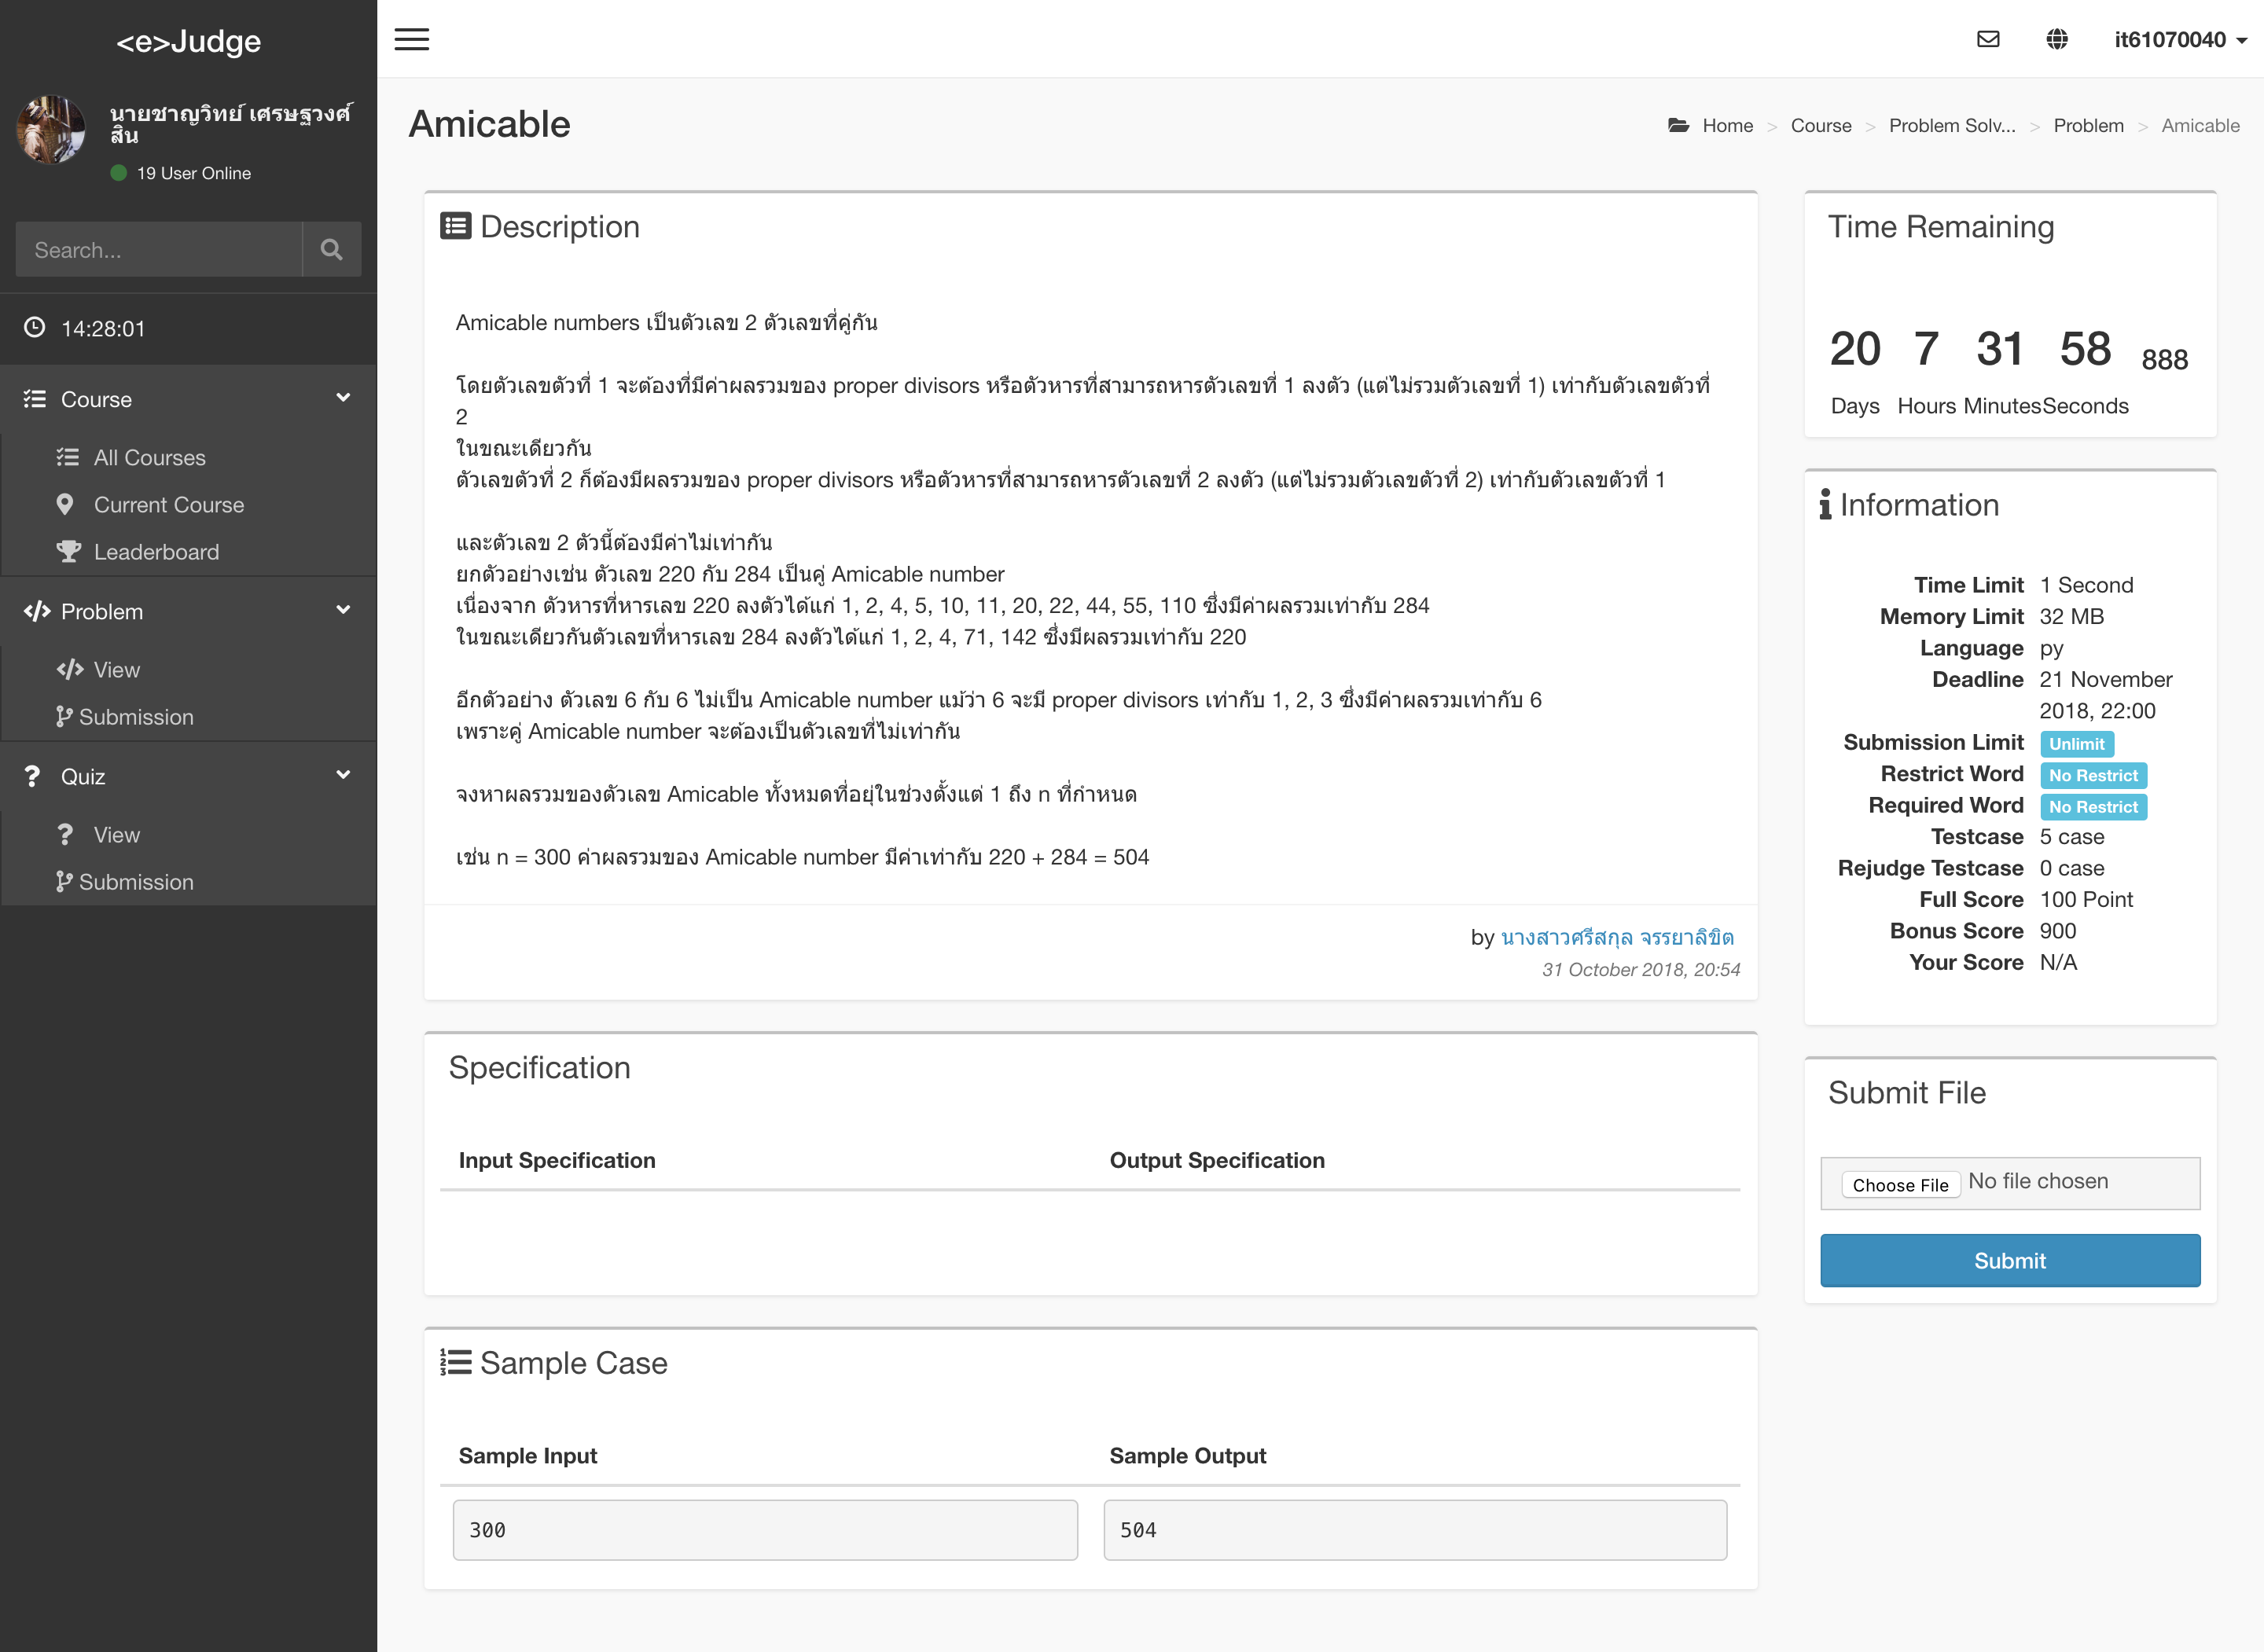 <e>Judge
นายชาญวิทย์ เศรษฐวงศ์
สิน
19 User Online
Search...
14:28:01
Course
All Courses
Current Course
Leaderboard
Problem
View
Submission
Quiz
View
Submission
it61070040
Amicable
Home > Course > Problem Solv... > Problem > Amicable
Description
Amicable numbers เป็นตัวเลข 2 ตัวเลขที่คู่กัน
โดยตัวเลขตัวที่ 1 จะต้องที่มีค่าผลรวมของ proper divisors หรือตัวหารที่สามารถหารตัวเลขที่ 1 ลงตัว (แต่ไม่รวมตัวเลขที่ 1) เท่ากับตัวเลขตัวที่
2
ในขณะเดียวกัน
ตัวเลขตัวที่ 2 ก็ต้องมีผลรวมของ proper divisors หรือตัวหารที่สามารถหารตัวเลขที่ 2 ลงตัว (แต่ไม่รวมตัวเลขตัวที่ 2) เท่ากับตัวเลขตัวที่ 1
และตัวเลข 2 ตัวนี้ต้องมีค่าไม่เท่ากัน
ยกตัวอย่างเช่น ตัวเลข 220 กับ 284 เป็นคู่ Amicable number
เนื่องจาก ตัวหารที่หารเลข 220 ลงตัวได้แก่ 1, 2, 4, 5, 10, 11, 20, 22, 44, 55, 110 ซึ่งมีค่าผลรวมเท่ากับ 284
ในขณะเดียวกันตัวเลขที่หารเลข 284 ลงตัวได้แก่ 1, 2, 4, 71, 142 ซึ่งมีผลรวมเท่ากับ 220
อีกตัวอย่าง ตัวเลข 6 กับ 6 ไม่เป็น Amicable number แม้ว่า 6 จะมี proper divisors เท่ากับ 1, 2, 3 ซึ่งมีค่าผลรวมเท่ากับ 6
เพราะคู่ Amicable number จะต้องเป็นตัวเลขที่ไม่เท่ากัน
จงหาผลรวมของตัวเลข Amicable ทั้งหมดที่อยุ่ในช่วงตั้งแต่ 1 ถึง n ที่กำหนด
เช่น n = 300 ค่าผลรวมของ Amicable number มีค่าเท่ากับ 220 + 284 = 504
by นางสาวศรีสกุล จรรยาลิขิต
31 October 2018, 20:54
Specification
Input Specification Output Specification
Sample Case
Sample Input Sample Output
300 504
Time Remaining
20 7 31 58 888
Days Hours Minutes Seconds
Information
Time Limit 1 Second
Memory Limit 32 MB
Language py
Deadline 21 November
2018, 22:00
Submission Limit Unlimit
Restrict Word No Restrict
Required Word No Restrict
Testcase 5 case
Rejudge Testcase 0 case
Full Score 100 Point
Bonus Score 900
Your Score N/A
Submit File
Choose File No file chosen
Submit